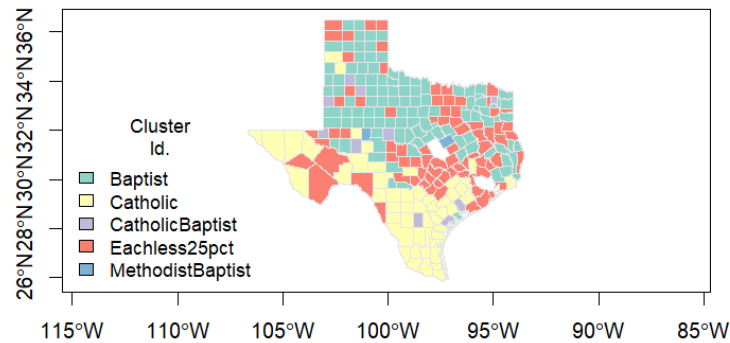 36°N
34°N
32°N
30°N
28°N
26°N
Cluster
Id.
Baptist
Catholic
CatholicBaptist
Eachless25pct
MethodistBaptist
115°W 110°W 105°W 100°W 95°W 90°W 85°W